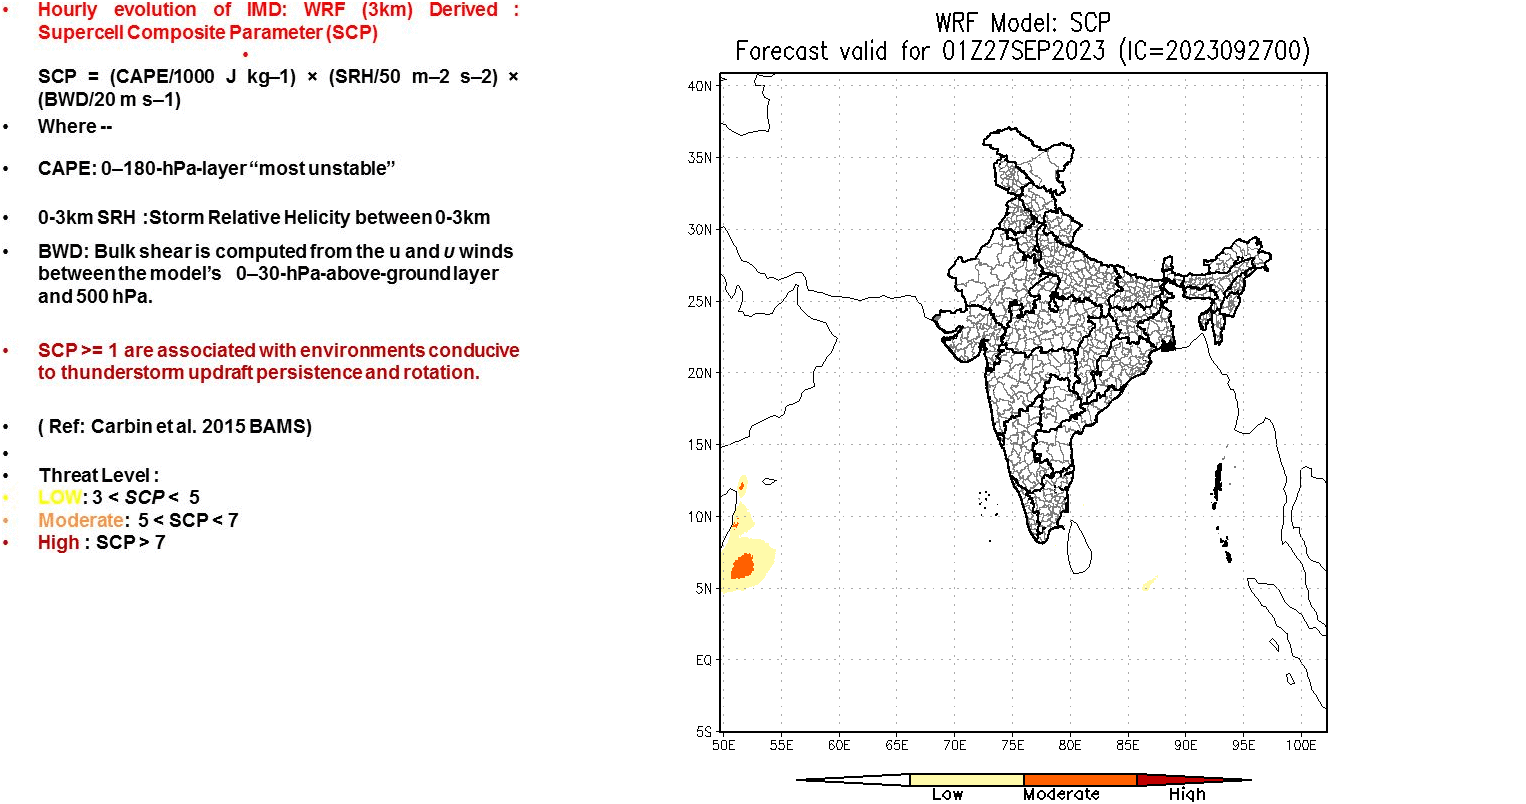 • Hourly evolution of IMD: WRF (3km) Derived :
Supercell Composite Parameter (SCP)
•
SCP = (CAPE/1000 J kg–1) × (SRH/50 m–2 s–2) ×
(BWD/20 m s–1)
• Where --
• CAPE: 0–180-hPa-layer “most unstable”
• 0-3km SRH :Storm Relative Helicity between 0-3km
• BWD: Bulk shear is computed from the u and υ winds
between the model’s 0–30-hPa-above-ground layer
and 500 hPa.
• SCP >= 1 are associated with environments conducive
to thunderstorm updraft persistence and rotation.
• ( Ref: Carbin et al. 2015 BAMS)
•
• Threat Level :
• LOW: 3 < SCP < 5
• Moderate: 5 < SCP < 7
• High : SCP > 7
WRF Model: SCP
Forecast valid for 01Z27SEP2023 (IC=2023092700)
40N
35N
30N
25N
20N
15N
10N
5N
EQ
5S
50E 55E 60E 65E 70E 75E 80E 85E 90E 95E 100E
Low Moderate High